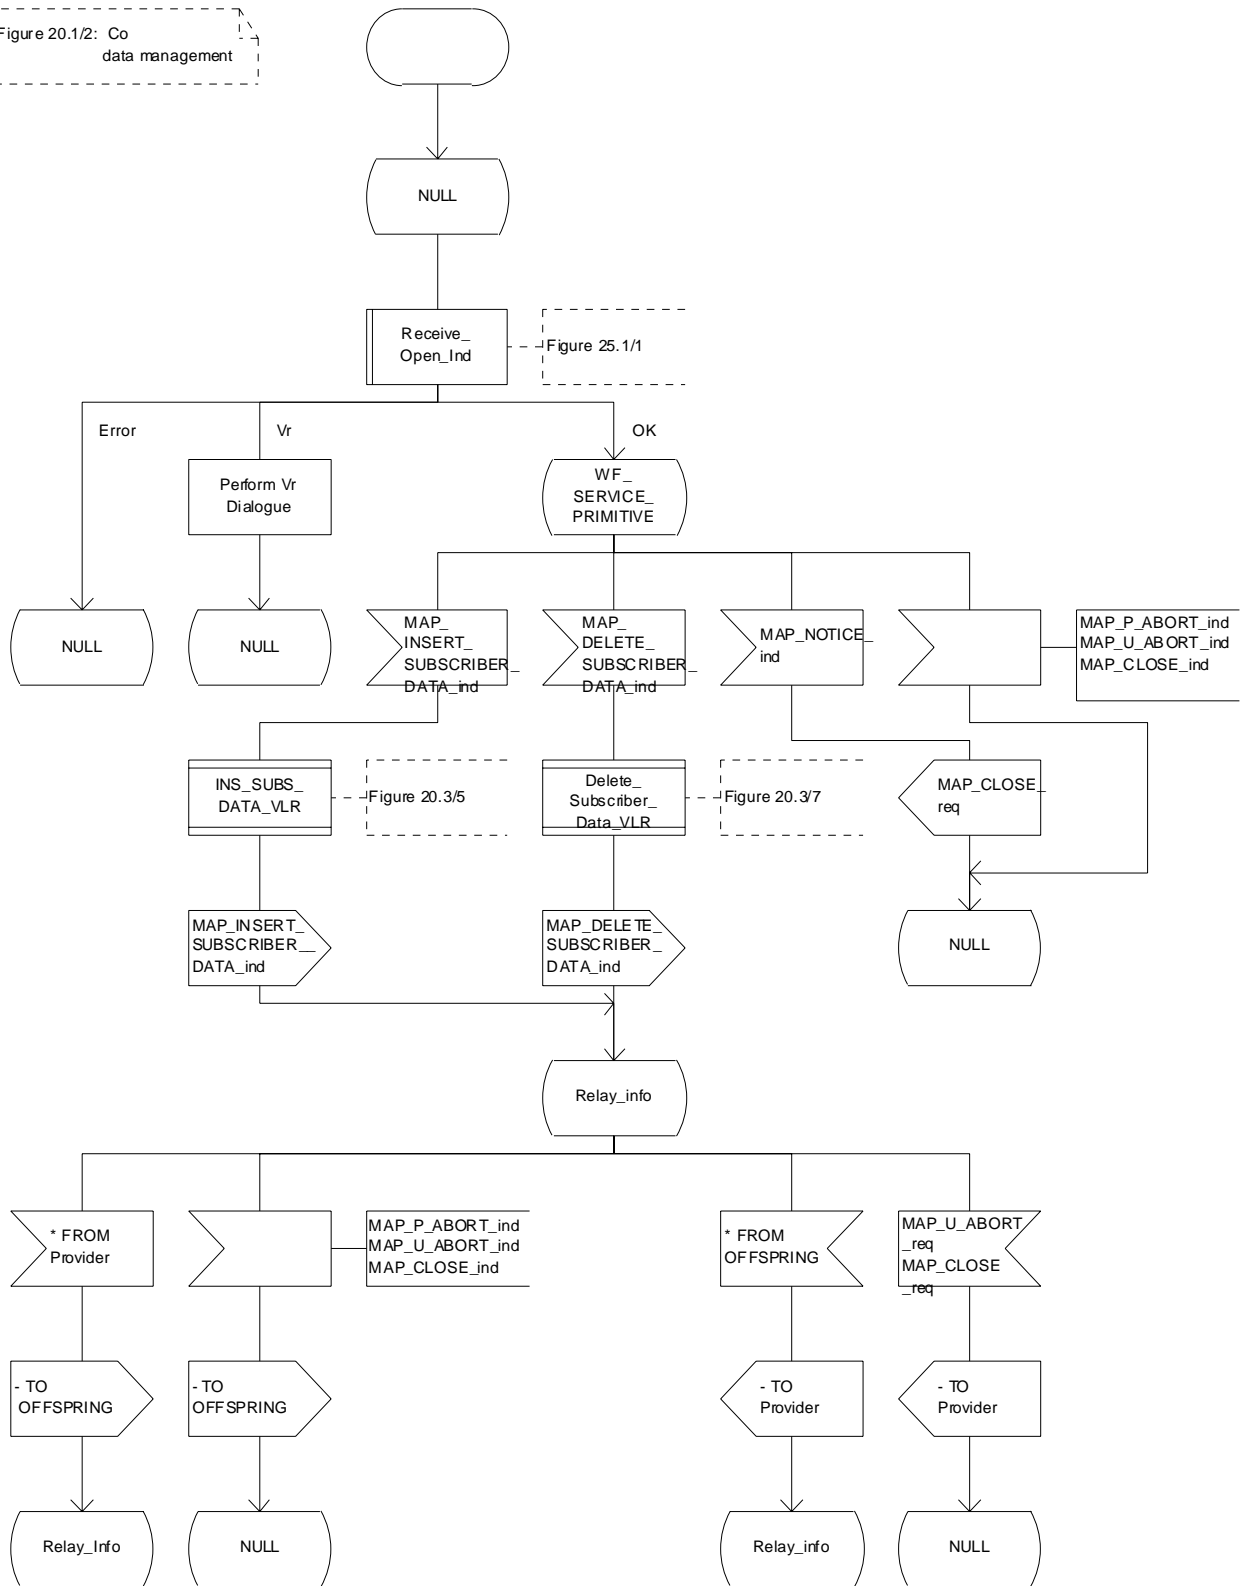 Figure 20.1/2: Co
data management
NULL
Receive_
Open_Ind
Figure 25.1/1
Error
Vr
OK
Perform Vr
Dialogue
WF_
SERVICE_
PRIMITIVE
NULL
NULL
MAP_
INSERT_
SUBSCRIBER_
DATA_ind
MAP_
DELETE_
SUBSCRIBER_
DATA_ind
MAP_NOTICE_
ind
MAP_P_ABORT_ind
MAP_U_ABORT_ind
MAP_CLOSE_ind
INS_SUBS_
DATA_VLR
Figure 20.3/5
Delete_
Subscriber_
Data_VLR
Figure 20.3/7
MAP_CLOSE_
req
MAP_INSERT_
SUBSCRIBER__
DATA_ind
MAP_DELETE_
SUBSCRIBER_
DATA_ind
NULL
Relay_info
* FROM
Provider
MAP_P_ABORT_ind
MAP_U_ABORT_ind
MAP_CLOSE_ind
* FROM
OFFSPRING
MAP_U_ABORT
_req
MAP_CLOSE
_req
- TO
OFFSPRING
- TO
OFFSPRING
- TO
Provider
- TO
Provider
Relay_Info
NULL
Relay_info
NULL